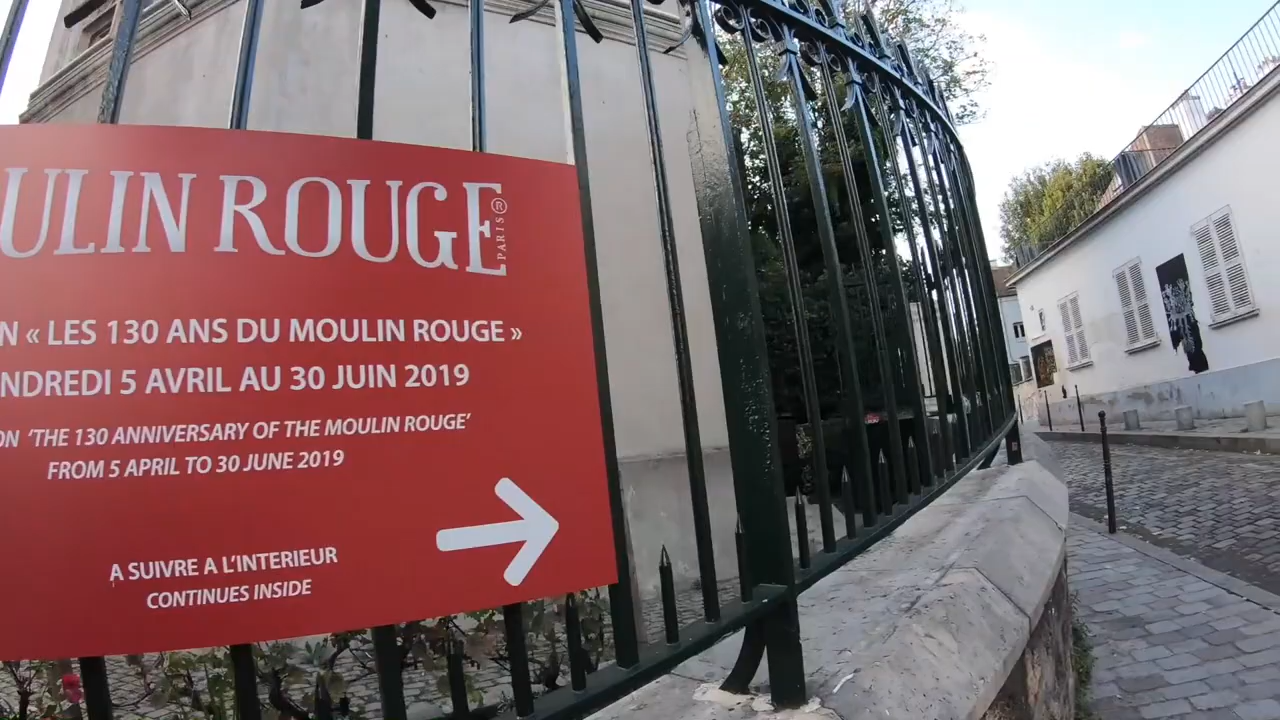 ULIN ROUGE
® PARIS
N « LES 130 ANS DU MOULIN ROUGE »
NDREDI 5 AVRIL AU 30 JUIN 2019
ON 'THE 130 ANNIVERSARY OF THE MOULIN ROUGE'
FROM 5 APRIL TO 30 JUNE 2019
A SUIVRE A L'INTERIEUR
CONTINUES INSIDE